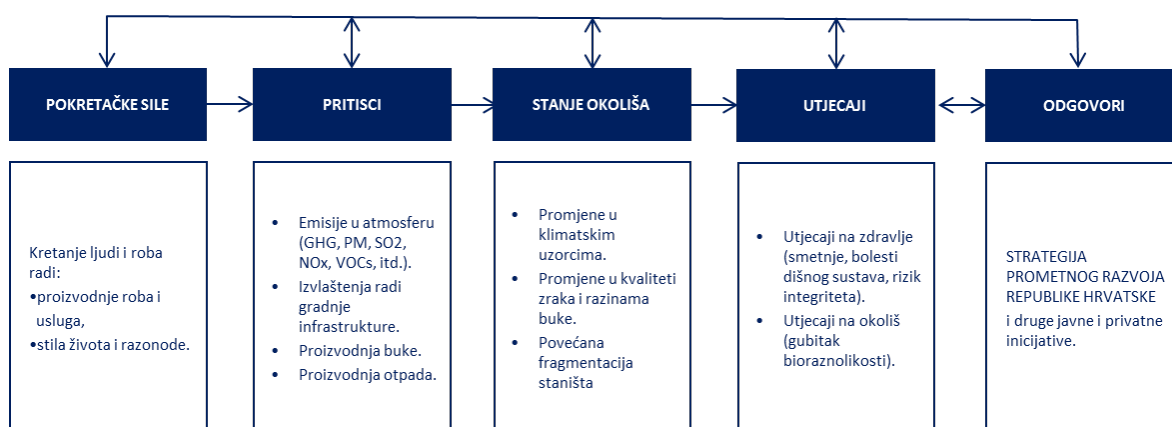 POKRETAČKE SILE
PRITISCI
STANJE OKOLIŠA
UTJECAJI
ODGOVORI
Kretanje ljudi i roba
radi:
•proizvodnje roba i
usluga,
•stila života i razonode.
• Emisije u atmosferu
(GHG, PM, SO2,
NOx, VOCs, itd.).
• Izvlaštenja radi
gradnje
infrastrukture.
• Proizvodnja buke.
• Proizvodnja otpada.
• Promjene u
klimatskim
uzorcima.
• Promjene u kvaliteti
zraka i razinama
buke.
• Povećana
fragmentacija
staništa
• Utjecaji na zdravlje
(smetnje, bolesti
dišnog sustava, rizik
integriteta).
• Utjecaji na okoliš
(gubitak
bioraznolikosti).
STRATEGIJA
PROMETNOG RAZVOJA
REPUBLIKE HRVATSKE
i druge javne i privatne
inicijative.